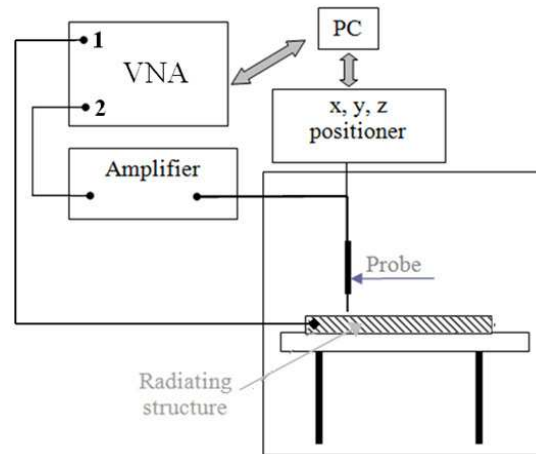 1
VNA
PC
2
x, y, z
positioner
Amplifier
Probe
Radiating
structure